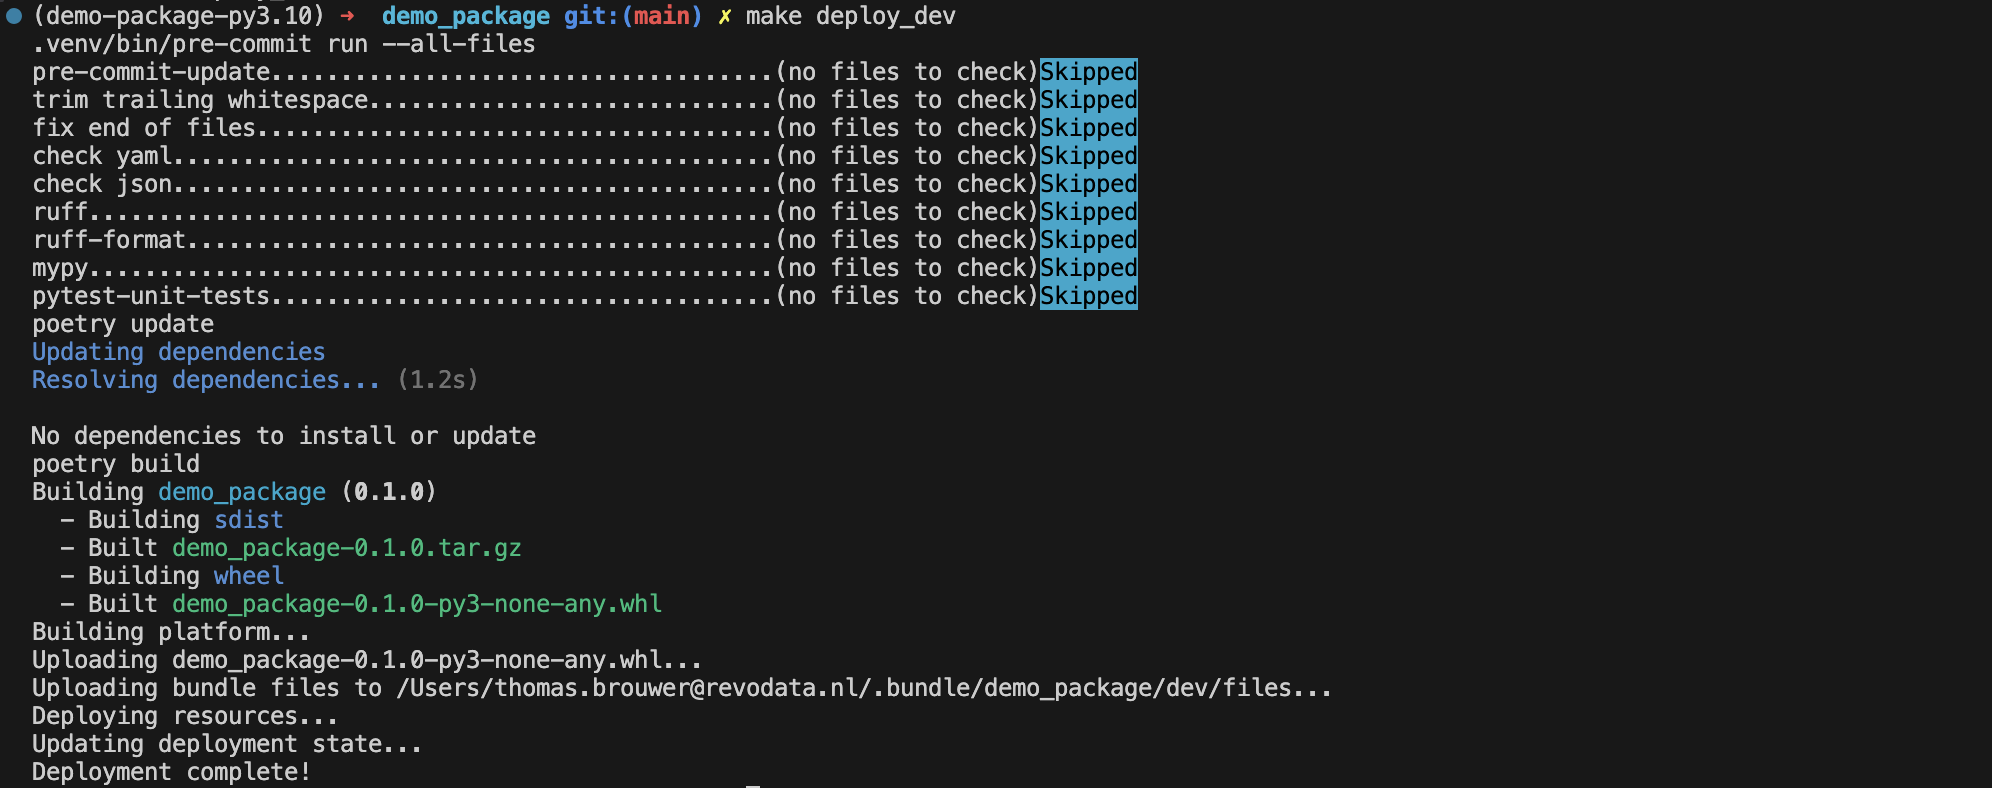 (demo-package-py3.10) ➜  demo_package git:(main) ✗ make deploy_dev
.venv/bin/pre-commit run --all-files
pre-commit-update....................................(no files to check)Skipped
trim trailing whitespace.............................(no files to check)Skipped
fix end of files.....................................(no files to check)Skipped
check yaml...........................................(no files to check)Skipped
check json...........................................(no files to check)Skipped
ruff.................................................(no files to check)Skipped
ruff-format..........................................(no files to check)Skipped
mypy.................................................(no files to check)Skipped
pytest-unit-tests....................................(no files to check)Skipped
poetry update
Updating dependencies
Resolving dependencies... (1.2s)
No dependencies to install or update
poetry build
Building demo_package (0.1.0)
  - Building sdist
  - Built demo_package-0.1.0.tar.gz
  - Building wheel
  - Built demo_package-0.1.0-py3-none-any.whl
Building platform...
Uploading demo_package-0.1.0-py3-none-any.whl...
Uploading bundle files to /Users/thomas.brouwer@revodata.nl/.bundle/demo_package/dev/files...
Deploying resources...
Updating deployment state...
Deployment complete!